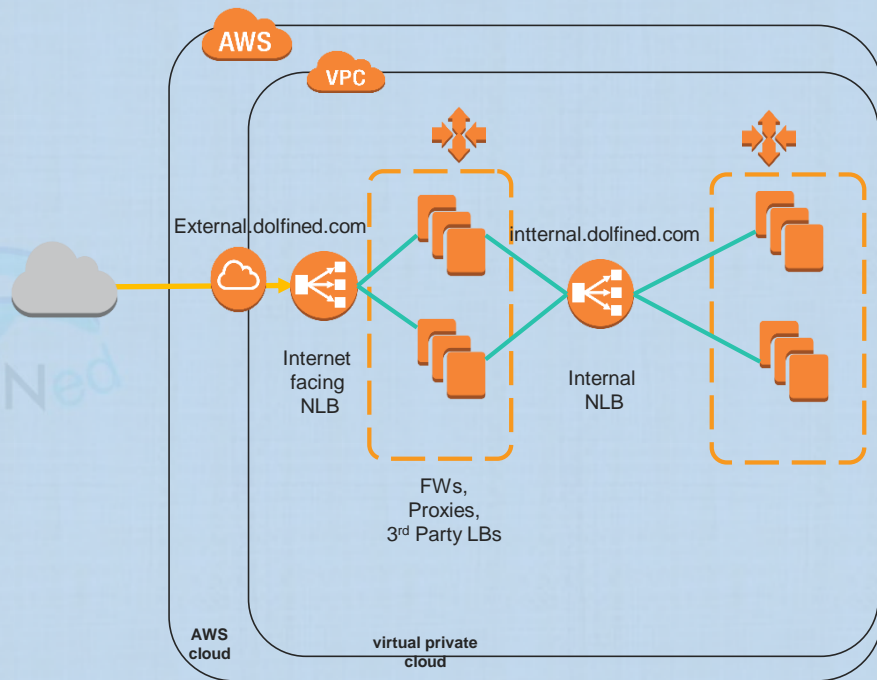 AWS
VPC
External.dolfined.com
intternal.dolfined.com
Internet
facing
NLB
Internal
NLB
FWs,
Proxies,
3rd Party LBs
Ned
AWS
cloud
virtual private
cloud